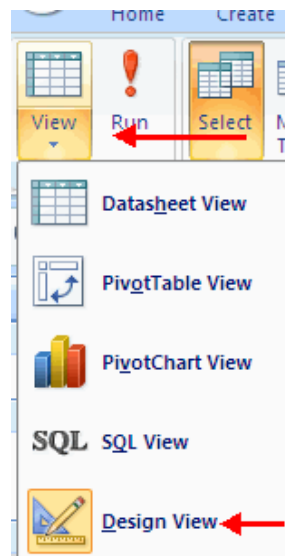 Home Create
View Run Select
Datasheet View
PivotTable View
PivotChart View
SQL SQL View
Design View